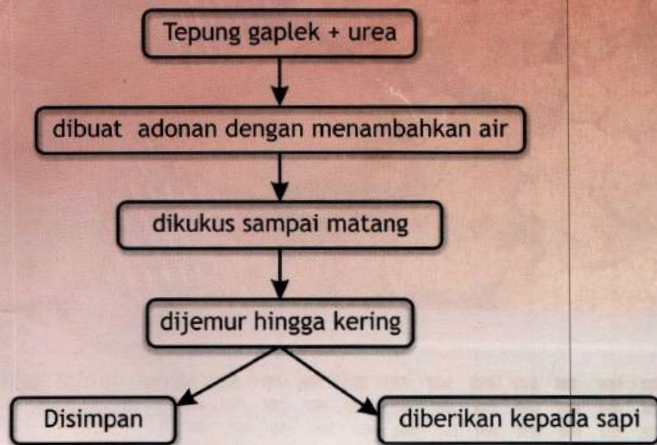 Tepung gaplek + urea
dibuat adonan dengan menambahkan air
dikukus sampai matang
dijemur hingga kering
Disimpan
diberikan kepada sapi